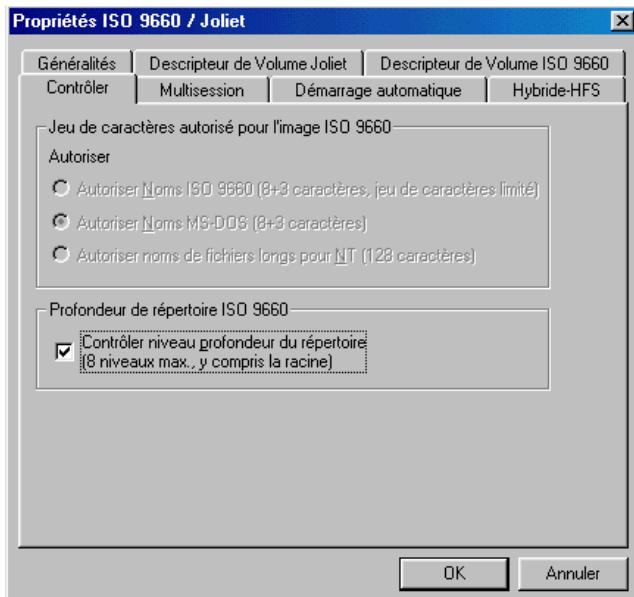 Propriétés ISO 9660 / Joliet
Généralités
Descripteur de Volume Joliet
Descripteur de Volume ISO 9660
Contrôler
Multisession
Démarrage automatique
Hybride-HFS
Jeu de caractères autorisé pour l'image ISO 9660
Autoriser
Autoriser Noms ISO 9660 (8+3 caractères, jeu de caractères limité)
Autoriser Noms MS-DOS (8+3 caractères)
Autoriser noms de fichiers longs pour NT (128 caractères)
Profondeur de répertoire ISO 9660
Contrôler niveau profondeur du répertoire
(8 niveaux max., y compris la racine)
OK
Annuler